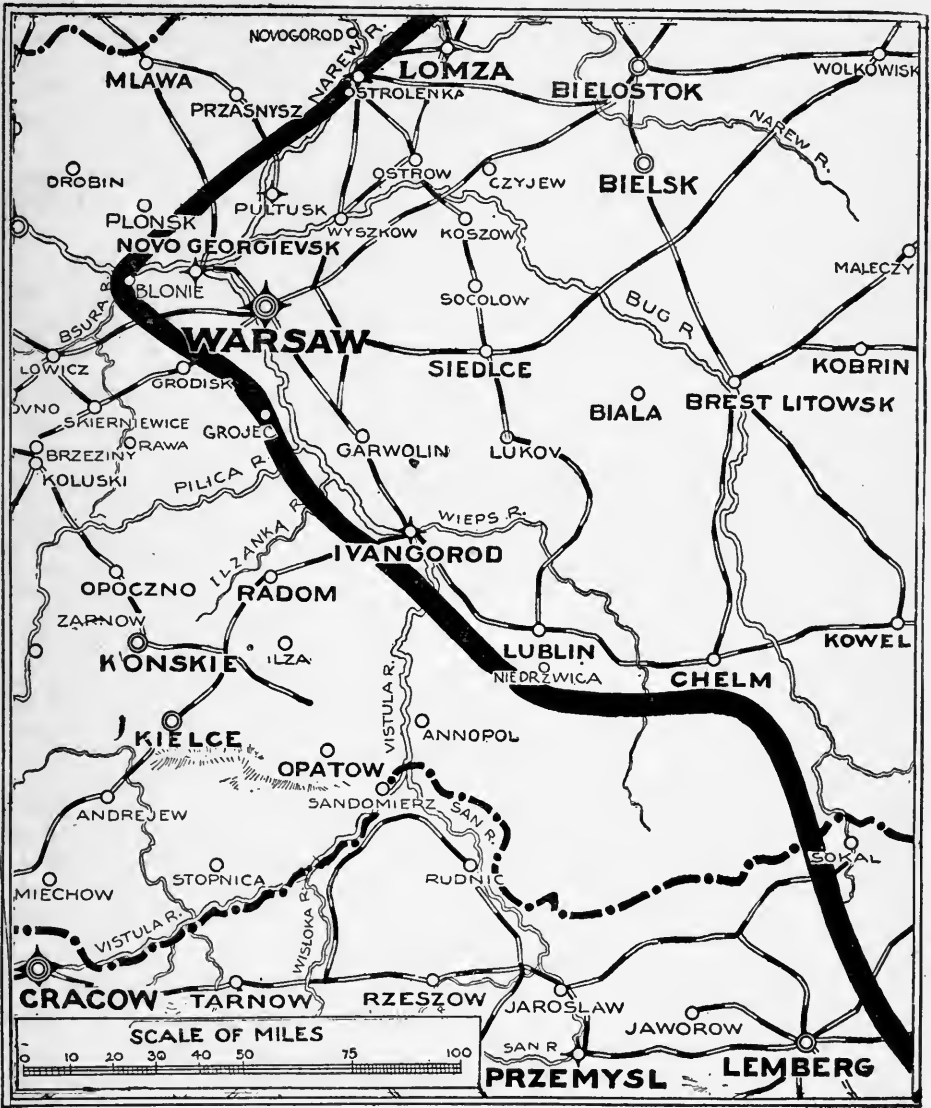 NOVOGOROD
NAREW R.
LOMZA
WOLKOWISK
MLAWA
STROLENKA
BIELOSTOK
PRZASNYSZ
NAREW R.
DROBIN
OSTROW
CZYJEW
BIELSK
PLONSK
PULTUSK
WYSZKOW
KOSZOW
NOVO GEORGIEVSK
MALECZY
BLONIE
SOCOLOW
BUG R.
BSURA R.
WARSAW
LOWICZ
GRODISK
SIEDLCE
KOBRIN
OVNO
SKIERNIEWICE
BIALA
BREST LITOWSK
GROJEC
RAWA
BRZEZINY
GARWOLIN
LUKOV
KOLUSKI
PILICA R.
WIEPS R.
ILZANKA R.
IVANGOROD
OPOCZNO
RADOM
ZARNOW
KONSKIE
ILZA
LUBLIN
KOWEL
NIEDRZWICA
CHELM
VISTULA R.
KIELCE
ANNOPOL
OPATOW
SANDOMIERZ
SAN R.
ANDREJEW
SOKAL
MIECHOW
STOPNICA
RUDNIC
VISTULA R.
WISLOKA R.
CRACOW
TARNOW
RZESZOW
JAROSLAW
JAWOROW
SCALE OF MILES
0 10 20 30 50 75 100
SAN R
PRZEMYSL
LEMBERG